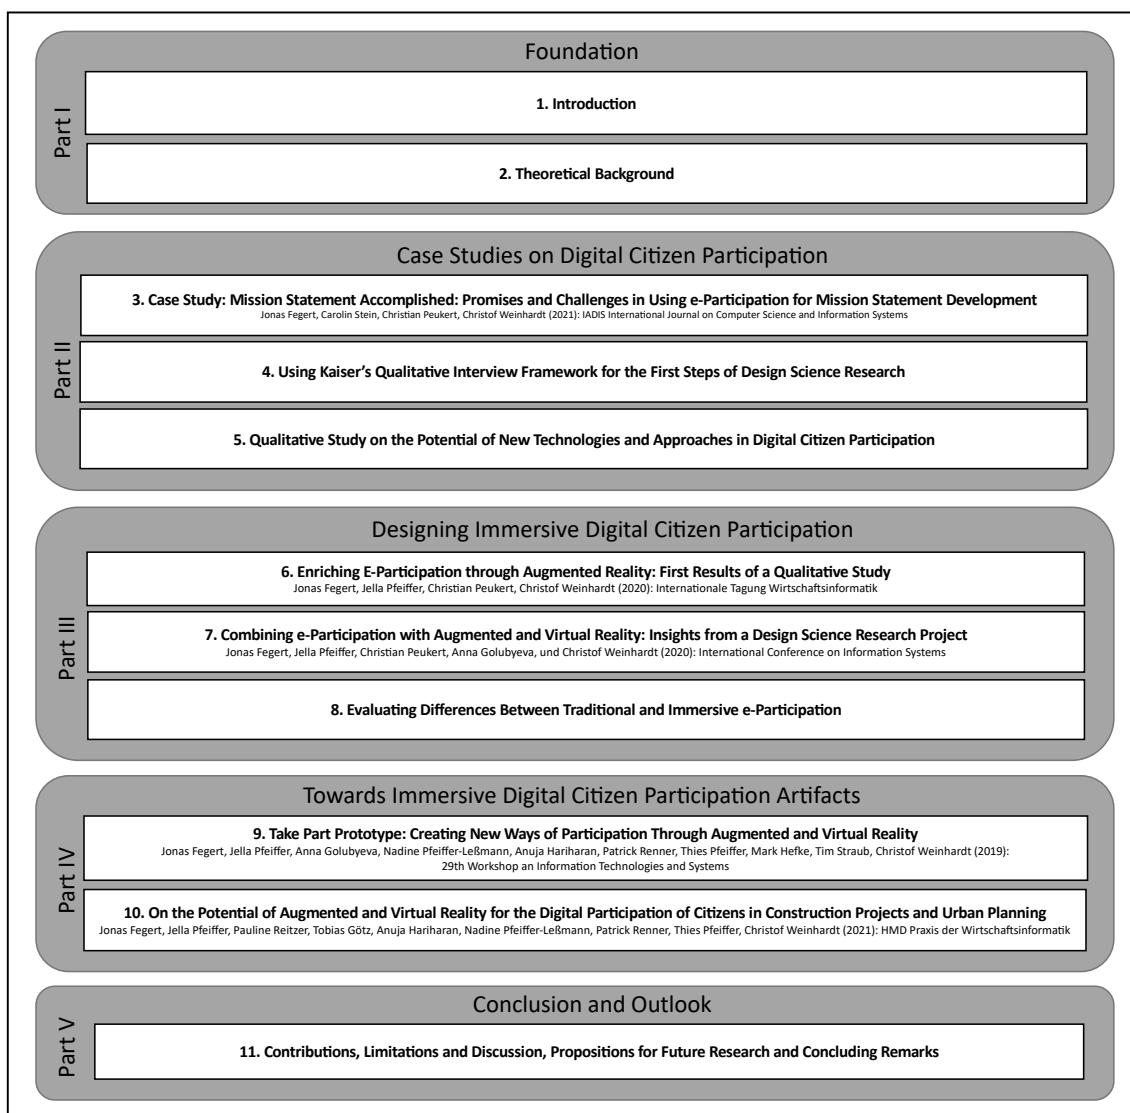 Foundation
Part I
1. Introduction
2. Theoretical Background
Case Studies on Digital Citizen Participation
Part II
3. Case Study: Mission Statement Accomplished: Promises and Challenges in Using e-Participation for Mission Statement Development
Jonas Fegert, Carolin Stein, Christian Peukert, Christof Weinhardt (2021): IADIS International Journal on Computer Science and Information Systems
4. Using Kaiser's Qualitative Interview Framework for the First Steps of Design Science Research
5. Qualitative Study on the Potential of New Technologies and Approaches in Digital Citizen Participation
Designing Immersive Digital Citizen Participation
Part III
6. Enriching E-Participation through Augmented Reality: First Results of a Qualitative Study
Jonas Fegert, Jella Pfeiffer, Christian Peukert, Christof Weinhardt (2020): Internationale Tagung Wirtschaftsinformatik
7. Combining e-Participation with Augmented and Virtual Reality: Insights from a Design Science Research Project
Jonas Fegert, Jella Pfeiffer, Christian Peukert, Anna Golubyeva, und Christof Weinhardt (2020): International Conference on Information Systems
8. Evaluating Differences Between Traditional and Immersive e-Participation
Towards Immersive Digital Citizen Participation Artifacts
Part IV
9. Take Part Prototype: Creating New Ways of Participation Through Augmented and Virtual Reality
Jonas Fegert, Jella Pfeiffer, Anna Golubyeva, Nadine Pfeiffer-Leßmann, Anuja Hariharan, Patrick Renner, Thies Pfeiffer, Mark Hefke, Tim Straub, Christof Weinhardt (2019):
29th Workshop an Information Technologies and Systems
10. On the Potential of Augmented and Virtual Reality for the Digital Participation of Citizens in Construction Projects and Urban Planning
Jonas Fegert, Jella Pfeiffer, Pauline Reitzer, Tobias Götz, Anuja Hariharan, Nadine Pfeiffer-Leßmann, Patrick Renner, Thies Pfeiffer, Christof Weinhardt (2021): HMD Praxis der Wirtschaftsinformatik
Conclusion and Outlook
Part V
11. Contributions, Limitations and Discussion, Propositions for Future Research and Concluding Remarks